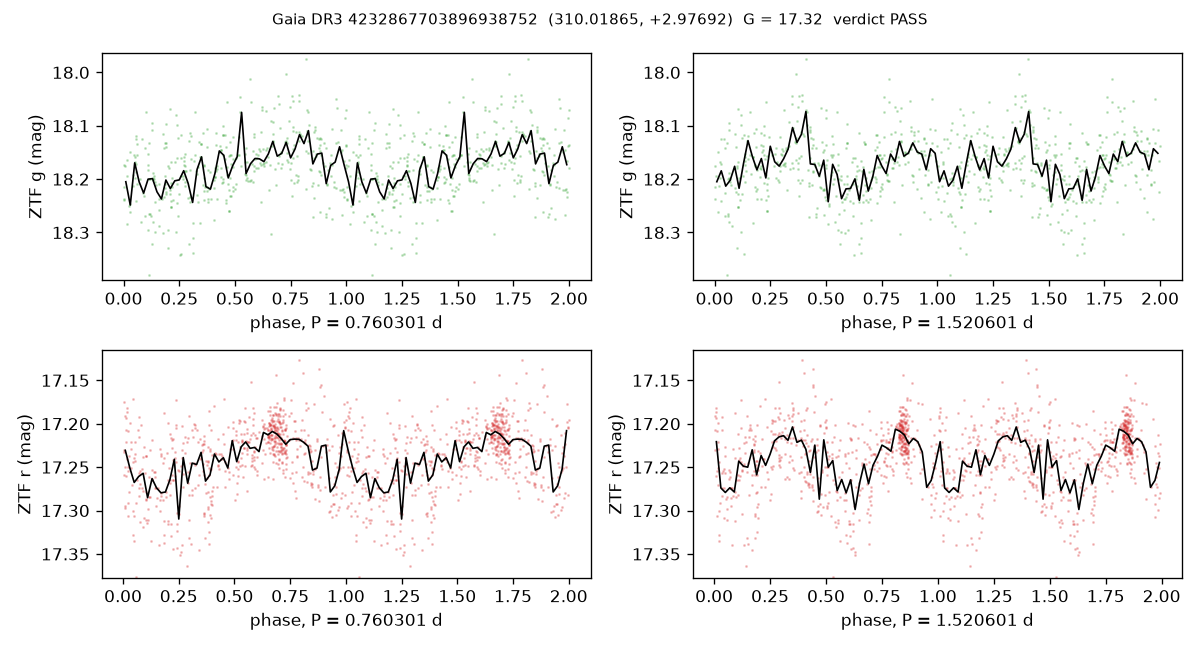 Gaia DR3 4232867703896938752  (310.01865, +2.97692)  G = 17.32  verdict PASS
ZTF g (mag)
18.0
18.1
18.2
18.3
0.00 0.25 0.50 0.75 1.00 1.25 1.50 1.75 2.00
phase, P = 0.760301 d
ZTF g (mag)
18.0
18.1
18.2
18.3
0.00 0.25 0.50 0.75 1.00 1.25 1.50 1.75 2.00
phase, P = 1.520601 d
ZTF r (mag)
17.15
17.20
17.25
17.30
17.35
0.00 0.25 0.50 0.75 1.00 1.25 1.50 1.75 2.00
phase, P = 0.760301 d
ZTF r (mag)
17.15
17.20
17.25
17.30
17.35
0.00 0.25 0.50 0.75 1.00 1.25 1.50 1.75 2.00
phase, P = 1.520601 d